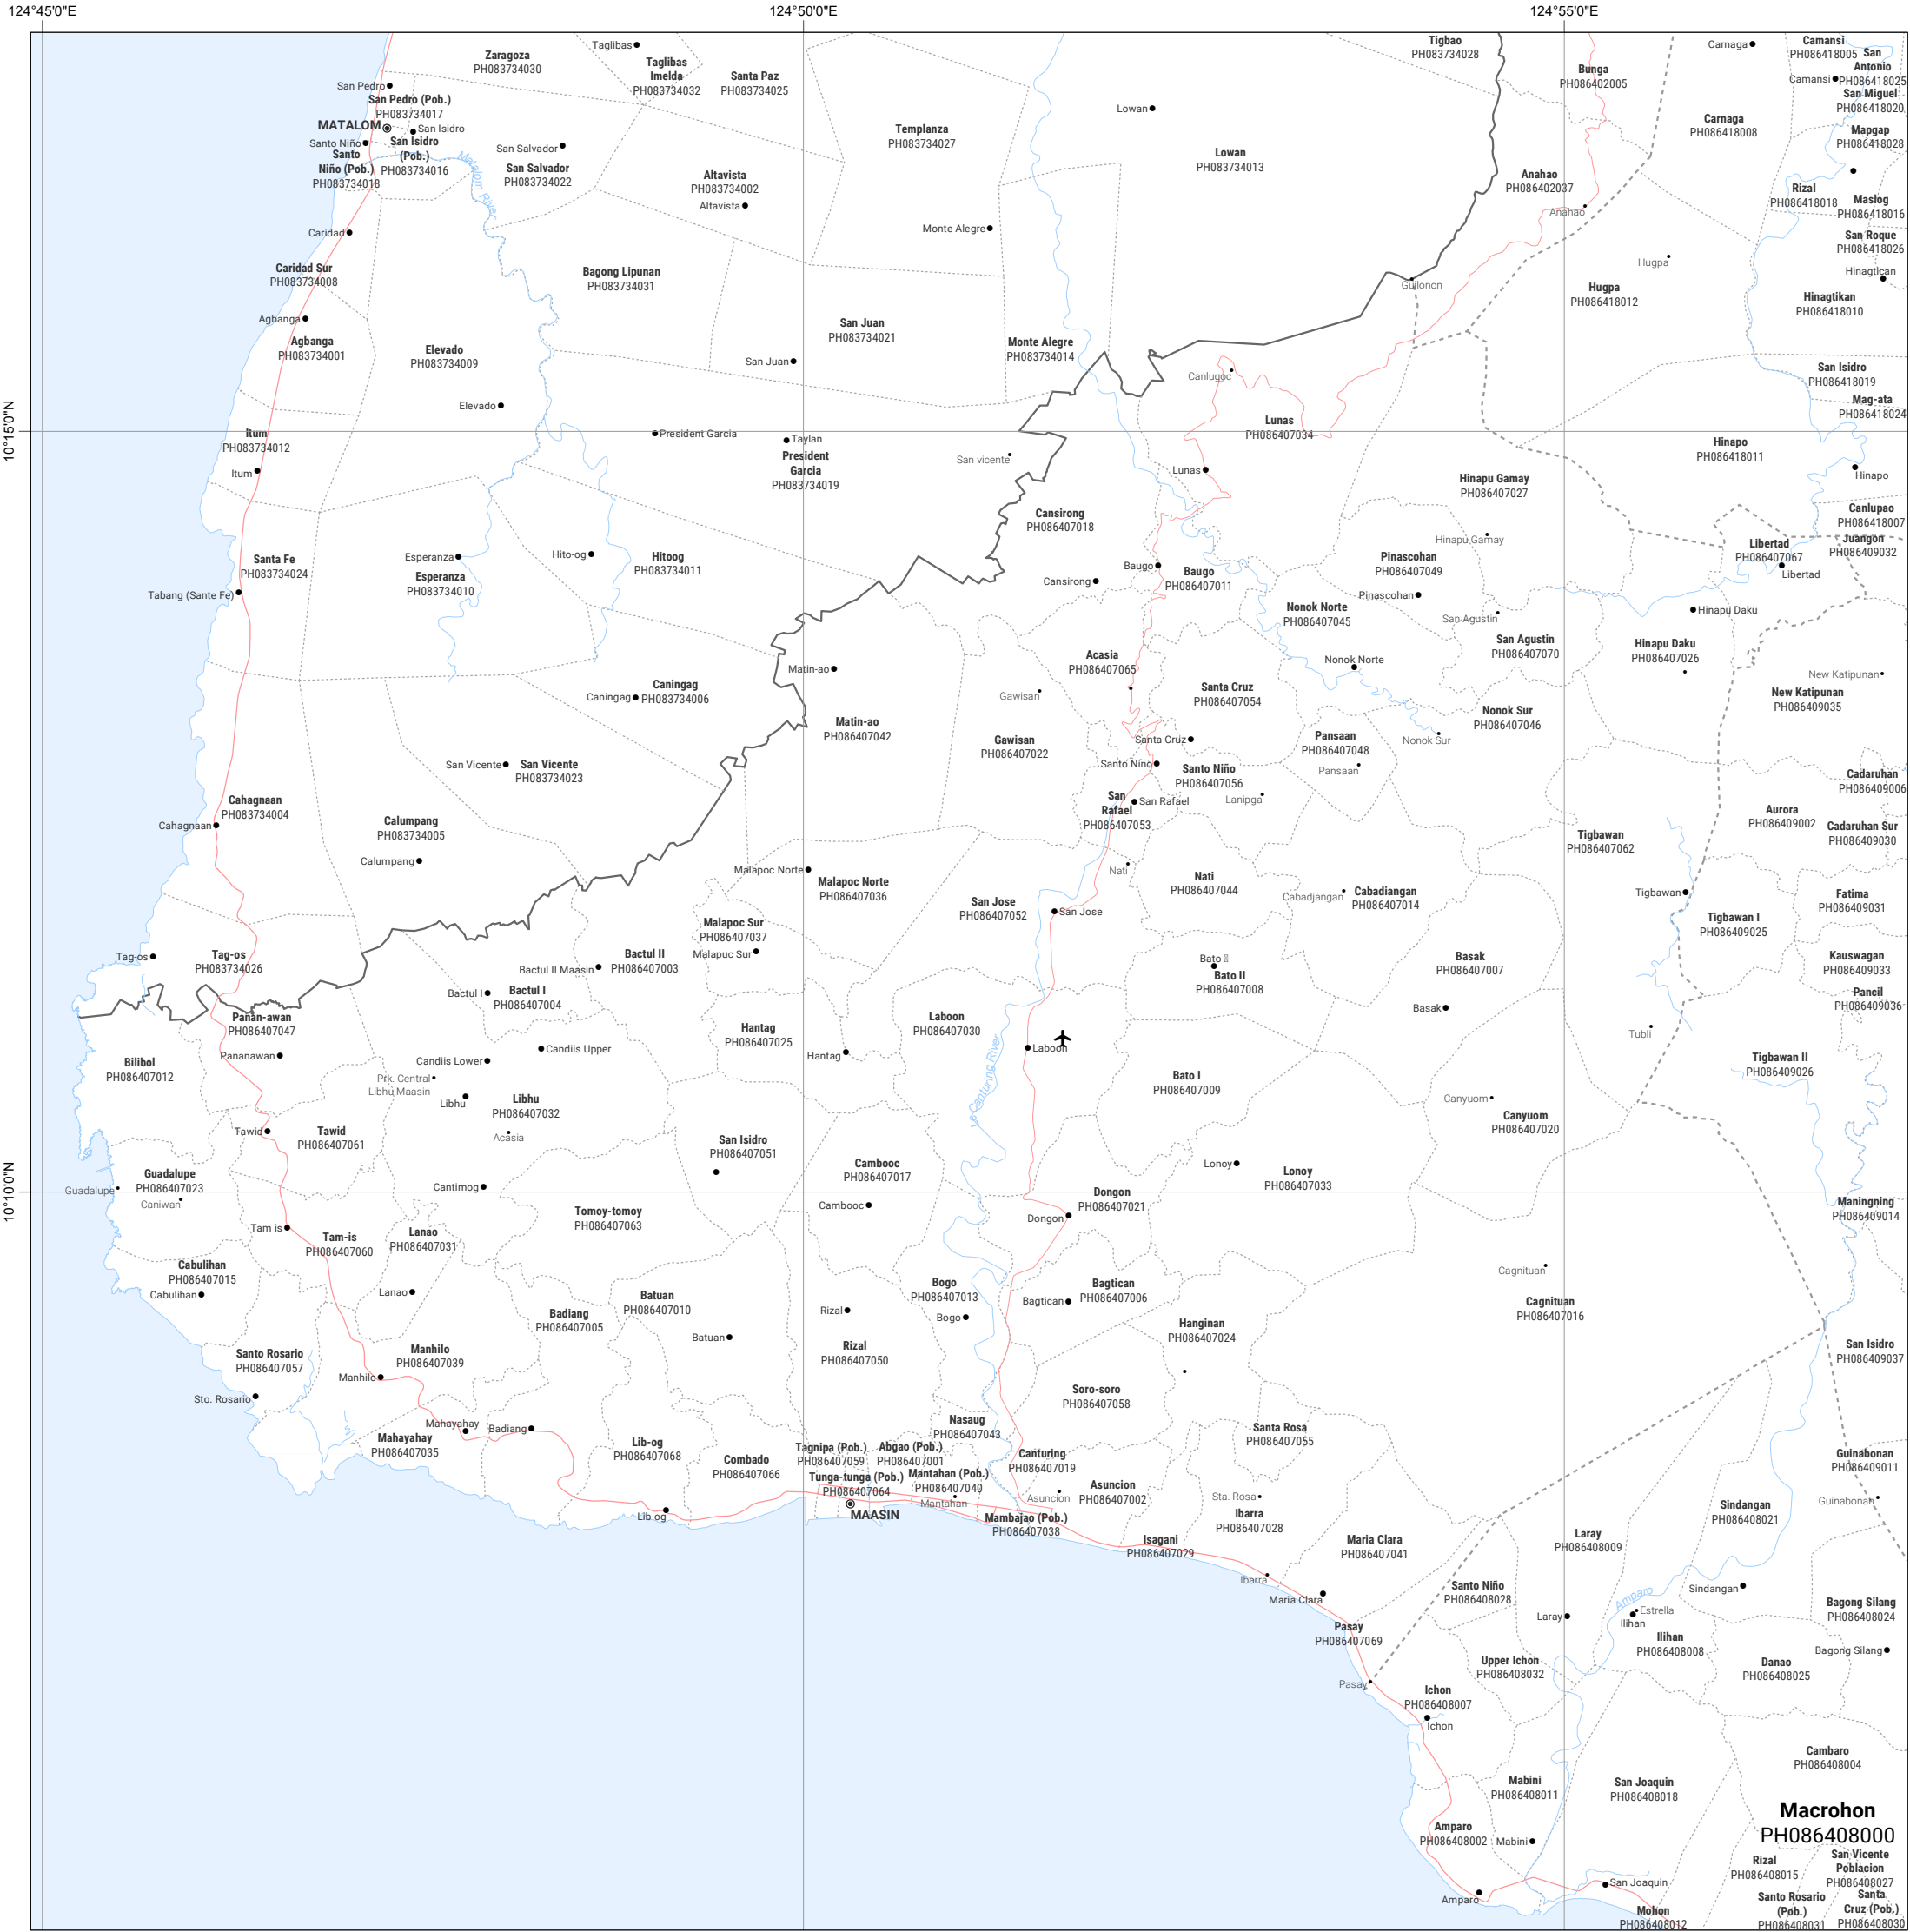 124°45'0"E
124°50'0"E
124°55'0"E
10°15'0"N
10°10'0"N
Zaragoza
PH083734030
Taglibas
Taglibas
Imelda
PH083734032
Santa Paz
PH083734025
Tigbao
PH083734028
Bunga
PH086402005
Carnaga
Camansi
PH086418005
San
Antonio
PH086418025
Camansi
San Miguel
PH086418020
San Pedro
San Pedro (Pob.)
PH083734017
MATALOM
San Isidro
Santo Niño
San Isidro
(Pob.)
PH083734016
Santo
Niño (Pob.)
PH083734018
Matalom River
San Salvador
San Salvador
PH083734022
Templanza
PH083734027
Lowan
Lowan
PH083734013
Carnaga
PH086418008
Mapgap
PH086418028
Altavista
PH083734002
Altavista
Anahao
PH086402037
Anahao
Rizal
PH086418018
Maslog
PH086418016
San Roque
PH086418026
Hinagtican
Caridad
Monte Alegre
Caridad Sur
PH083734008
Bagong Lipunan
PH083734031
Hugpa
Hugpa
PH086418012
Guilonon
Hinagtikan
PH086418010
Agbanga
Agbanga
PH083734001
Elevado
PH083734009
San Juan
PH083734021
San Juan
Monte Alegre
PH083734014
Canlugoc
San Isidro
PH086418019
Mag-ata
PH086418024
Elevado
Itum
PH083734012
Itum
President Garcia
Taylan
President
Garcia
PH083734019
San vicente
Lunas
PH086407034
Lunas
Hinapo
PH086418011
Hinapo
Hinapu Gamay
PH086407027
Hinapu Gamay
Cansirong
PH086407018
Cansirong
Canlupao
PH086418007
Juangon
PH086409032
Libertad
PH086407067
Libertad
Santa Fe
PH083734024
Tabang (Sante Fe)
Esperanza
Esperanza
PH083734010
Hito-og
Hitoog
PH083734011
Baugo
Baugo
PH086407011
Pinascohan
PH086407049
Pinascohan
Nonok Norte
PH086407045
Nonok Norte
San Agustin
San Agustin
PH086407070
Hinapu Daku
Hinapu Daku
PH086407026
Matin-ao
Acasia
PH086407065
Gawisan
Santa Cruz
PH086407054
New Katipunan
New Katipunan
PH086409035
Caningag
Caningag
PH083734006
Matin-ao
PH086407042
Gawisan
PH086407022
Santa Cruz
Pansaan
PH086407048
Pansaan
Nonok Sur
PH086407046
Nonok Sur
San Vicente
San Vicente
PH083734023
Santo Nino
Santo Niño
PH086407056
Lanipga
San
Rafael
PH086407053
San Rafael
Cadaruhan
PH086409006
Aurora
PH086409002
Cadaruhan Sur
PH086409030
Cahagnaan
PH083734004
Cahagnaan
Calumpang
PH083734005
Calumpang
Tigbawan
PH086407062
Tigbawan
Malapoc Norte
Malapoc Norte
PH086407036
Nati
Nati
PH086407044
Cabadjangan
Cabadiangan
PH086407014
San Jose
PH086407052
San Jose
Fatima
PH086409031
Tigbawan I
PH086409025
Malapoc Sur
PH086407037
Malapuc Sur
Tag-os
Tag-os
PH083734026
Bactul II Maasin
Bactul II
PH086407003
Bato
Bato II
PH086407008
Basak
PH086407007
Basak
Kauswagan
PH086409033
Pancil
PH086409036
Bactul I
Bactul I
PH086407004
Panan-awan
PH086407047
Pananawan
Bilibol
PH086407012
Candiis Lower
Candiis Upper
Hantag
PH086407025
Hantag
Laboon
PH086407030
Laboon
Tubli
Tigbawan II
PH086409026
Prk. Central
Libhu Maasin
Libhu
Libhu
PH086407032
Acasia
Bato I
PH086407009
Canyuom
Canyuom
PH086407020
Tawid
Tawid
PH086407061
San Isidro
PH086407051
Cambooc
PH086407017
Cambooc
Lonoy
Lonoy
PH086407033
Guadalupe
PH086407023
Guadalupe
Caniwan
Cantimog
Dongon
PH086407021
Dongon
Maningning
PH086409014
Tam is
Tam-is
PH086407060
Lanao
PH086407031
Tomoy-tomoy
PH086407063
Cabulihan
PH086407015
Cabulihan
Lanao
Cagnituan
Cagnituan
PH086407016
Bogo
PH086407013
Bogo
Bagtican
PH086407006
Bagtican
Batuan
PH086407010
Batuan
Badiang
PH086407005
Rizal
Rizal
PH086407050
Hanginan
PH086407024
Santo Rosario
PH086407057
Sto. Rosario
Manhilo
PH086407039
Manhilo
San Isidro
PH086409037
Soro-soro
PH086407058
Mahayahay
Mahayahay
PH086407035
Badiang
Lib-og
PH086407068
Lib-og
Combado
PH086407066
Tagnipa (Pob.)
PH086407059
Abgao (Pob.)
PH086407001
Nasaug
PH086407043
Santa Rosa
PH086407055
Guinabonan
PH086409011
Guinabonan
Tunga-tunga (Pob.)
PH086407064
Mantahan (Pob.)
PH086407040
Mantahan
MAASIN
Canturing
PH086407019
Asuncion
Asuncion
PH086407002
Mambajao (Pob.)
PH086407038
Sta. Rosa
Ibarra
PH086407028
Ibarra
Isagani
PH086407029
Maria Clara
PH086407041
Maria Clara
Sindangan
PH086408021
Sindangan
Laray
PH086408009
Laray
Santo Niño
PH086408028
Amparo
Estrella
Ilihan
Ilihan
PH086408008
Bagong Silang
PH086408024
Bagong Silang
Pasay
PH086407069
Pasay
Upper Ichon
PH086408032
Danao
PH086408025
Ichon
PH086408007
Ichon
Cambaro
PH086408004
Mabini
PH086408011
Mabini
San Joaquin
PH086408018
San Joaquin
Macrohon
PH086408000
Amparo
PH086408002
Amparo
Rizal
PH086408015
San Vicente
Poblacion
PH086408027
Santo Rosario
(Pob.)
PH086408031
Santa
Cruz (Pob.)
PH086408030
Mohon
PH086408012